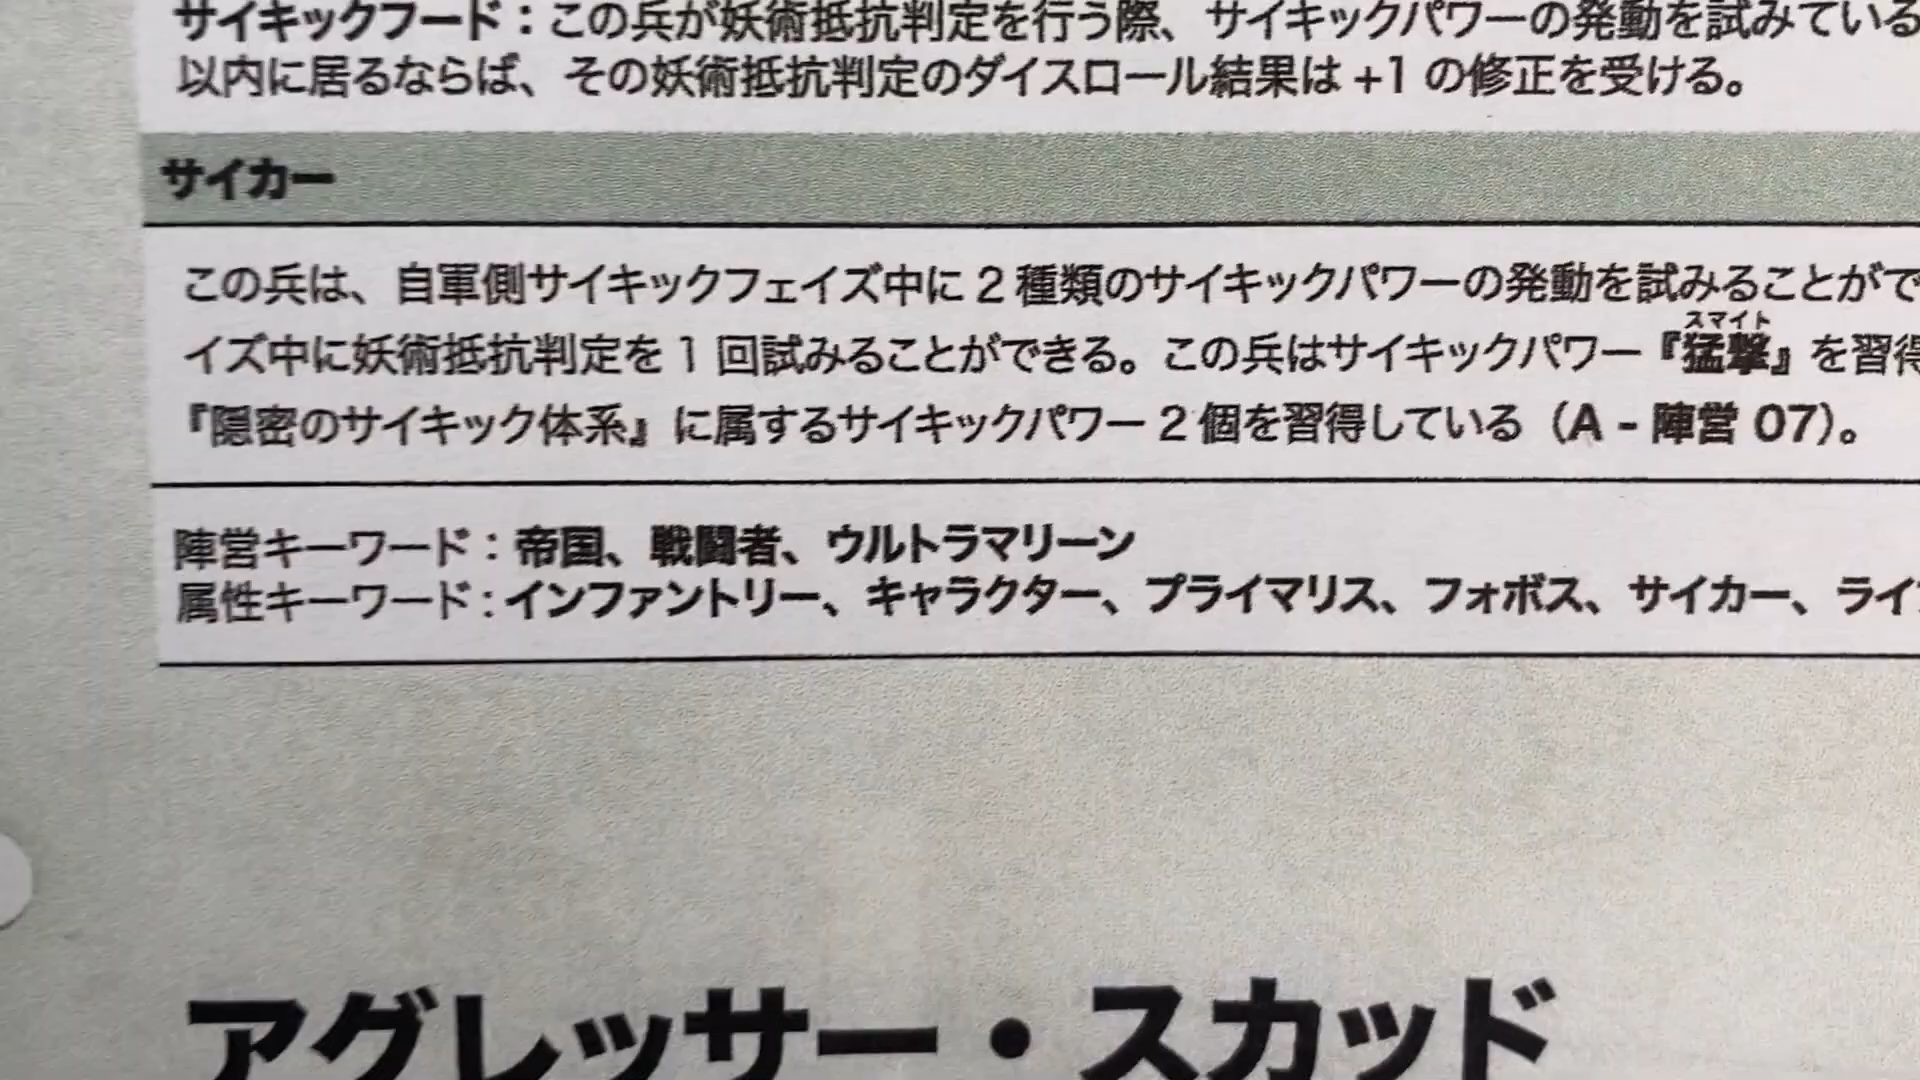 サイキックフード：この兵が妖術抵抗判定を行う際、サイキックパワーの発動を試みている
以内に居るならば、その妖術抵抗判定のダイスロール結果は +1 の修正を受ける。
サイカー
この兵は、自軍側サイキックフェイズ中に 2 種類のサイキックパワーの発動を試みることがで
スマイト
イズ中に妖術抵抗判定を 1 回試みることができる。この兵はサイキックパワー『猛撃』を習得
『隠密のサイキック体系』に属するサイキックパワー 2 個を習得している（A - 陣営 07）。
陣営キーワード：帝国、戦闘者、ウルトラマリーン
属性キーワード：インファントリー、キャラクター、プライマリス、フォボス、サイカー、ライ
アグレッサー・スカッド